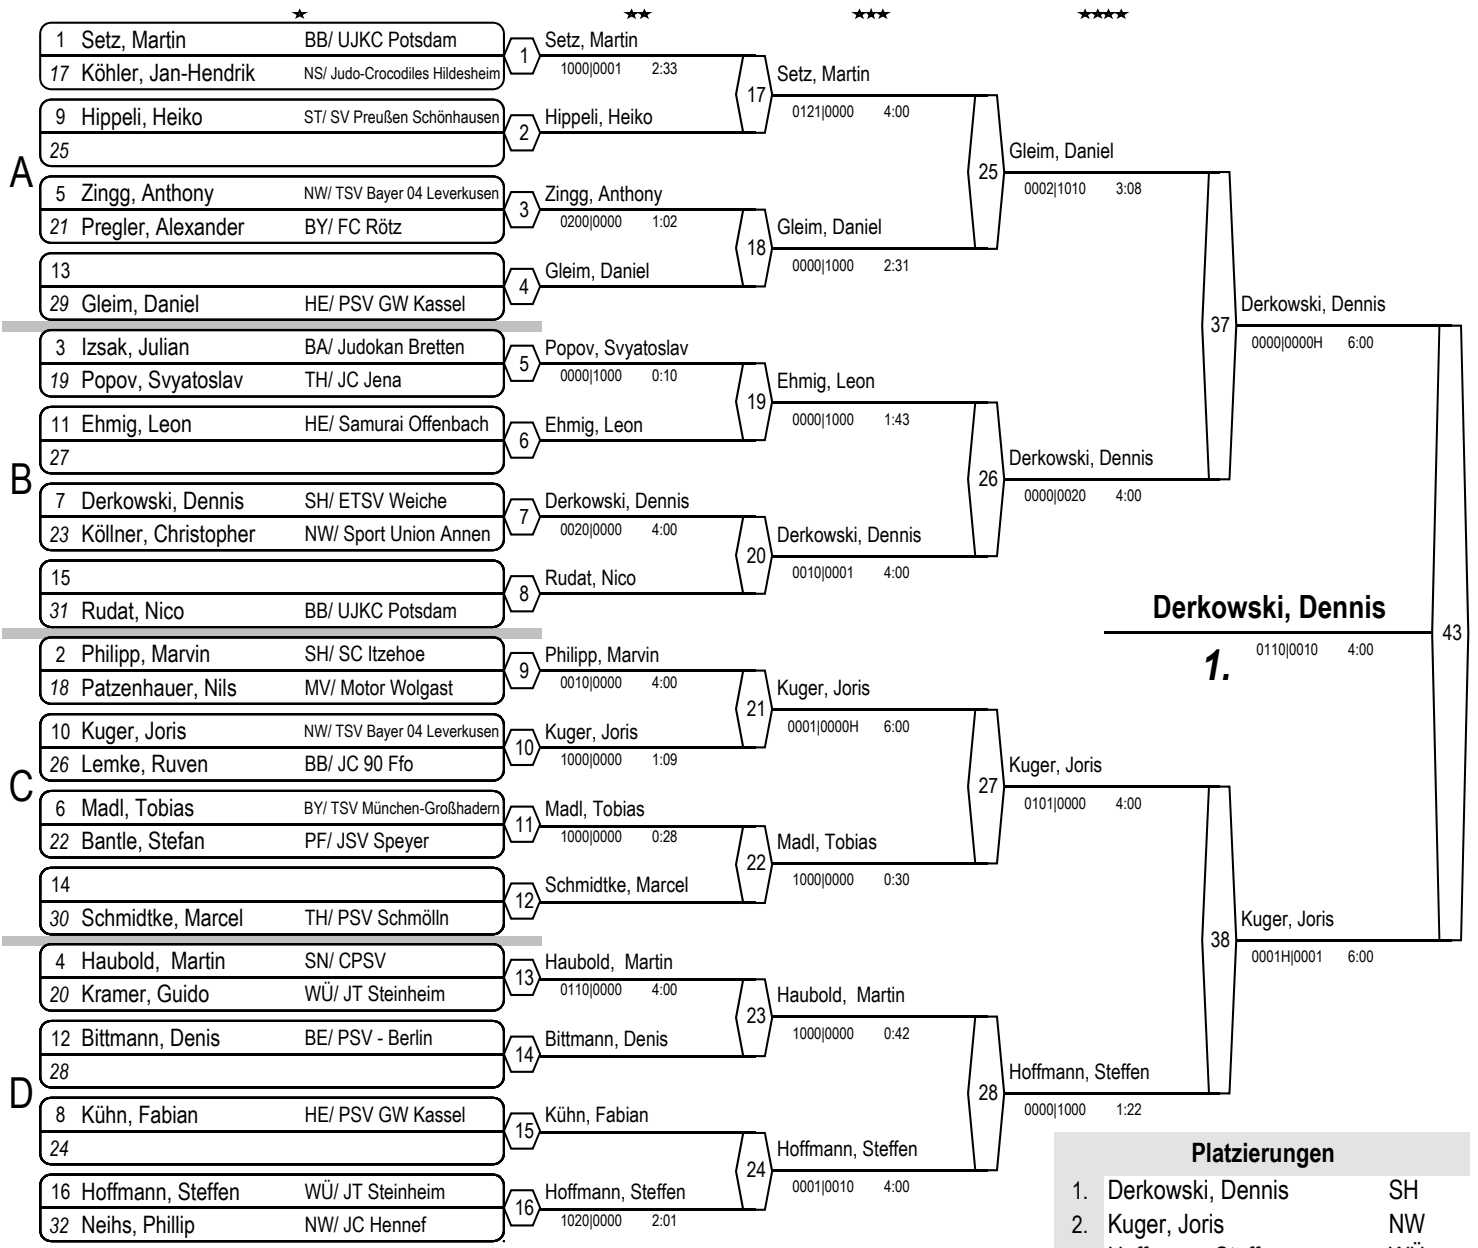 ★ ★★ ★★★ ★★★★
A
1 Setz, Martin BB/ UJKC Potsdam
17 Köhler, Jan-Hendrik NS/ Judo-Crocodiles Hildesheim
9 Hippeli, Heiko ST/ SV Preußen Schönhausen
25
5 Zingg, Anthony NW/ TSV Bayer 04 Leverkusen
21 Pregler, Alexander BY/ FC Rötz
13
29 Gleim, Daniel HE/ PSV GW Kassel
B
3 Izsak, Julian BA/ Judokan Bretten
19 Popov, Svyatoslav TH/ JC Jena
11 Ehmig, Leon HE/ Samurai Offenbach
27
7 Derkowski, Dennis SH/ ETSV Weiche
23 Köllner, Christopher NW/ Sport Union Annen
15
31 Rudat, Nico BB/ UJKC Potsdam
C
2 Philipp, Marvin SH/ SC Itzehoe
18 Patzenhauer, Nils MV/ Motor Wolgast
10 Kuger, Joris NW/ TSV Bayer 04 Leverkusen
26 Lemke, Ruven BB/ JC 90 Ffo
6 Madl, Tobias BY/ TSV München-Großhadern
22 Bantle, Stefan PF/ JSV Speyer
14
30 Schmidtke, Marcel TH/ PSV Schmölln
D
4 Haubold, Martin SN/ CPSV
20 Kramer, Guido WÜ/ JT Steinheim
12 Bittmann, Denis BE/ PSV - Berlin
28
8 Kühn, Fabian HE/ PSV GW Kassel
24
16 Hoffmann, Steffen WÜ/ JT Steinheim
32 Neihs, Phillip NW/ JC Hennef
1 Setz, Martin
1000|0001 2:33
2 Hippeli, Heiko
3 Zingg, Anthony
0200|0000 1:02
4 Gleim, Daniel
5 Popov, Svyatoslav
0000|1000 0:10
6 Ehmig, Leon
7 Derkowski, Dennis
0020|0000 4:00
8 Rudat, Nico
9 Philipp, Marvin
0010|0000 4:00
10 Kuger, Joris
1000|0000 1:09
11 Madl, Tobias
1000|0000 0:28
12 Schmidtke, Marcel
13 Haubold, Martin
0110|0000 4:00
14 Bittmann, Denis
15 Kühn, Fabian
16 Hoffmann, Steffen
1020|0000 2:01
17 Setz, Martin
0121|0000 4:00
18 Gleim, Daniel
0000|1000 2:31
19 Ehmig, Leon
0000|1000 1:43
20 Derkowski, Dennis
0010|0001 4:00
21 Kuger, Joris
0001|0000H 6:00
22 Madl, Tobias
1000|0000 0:30
23 Haubold, Martin
1000|0000 0:42
24 Hoffmann, Steffen
0001|0010 4:00
25 Gleim, Daniel
0002|1010 3:08
26 Derkowski, Dennis
0000|0020 4:00
27 Kuger, Joris
0101|0000 4:00
28 Hoffmann, Steffen
0000|1000 1:22
37 Derkowski, Dennis
0000|0000H 6:00
38 Kuger, Joris
0001H|0001 6:00
Derkowski, Dennis
43
1. 0110|0010 4:00
Platzierungen
1. Derkowski, Dennis SH
2. Kuger, Joris NW